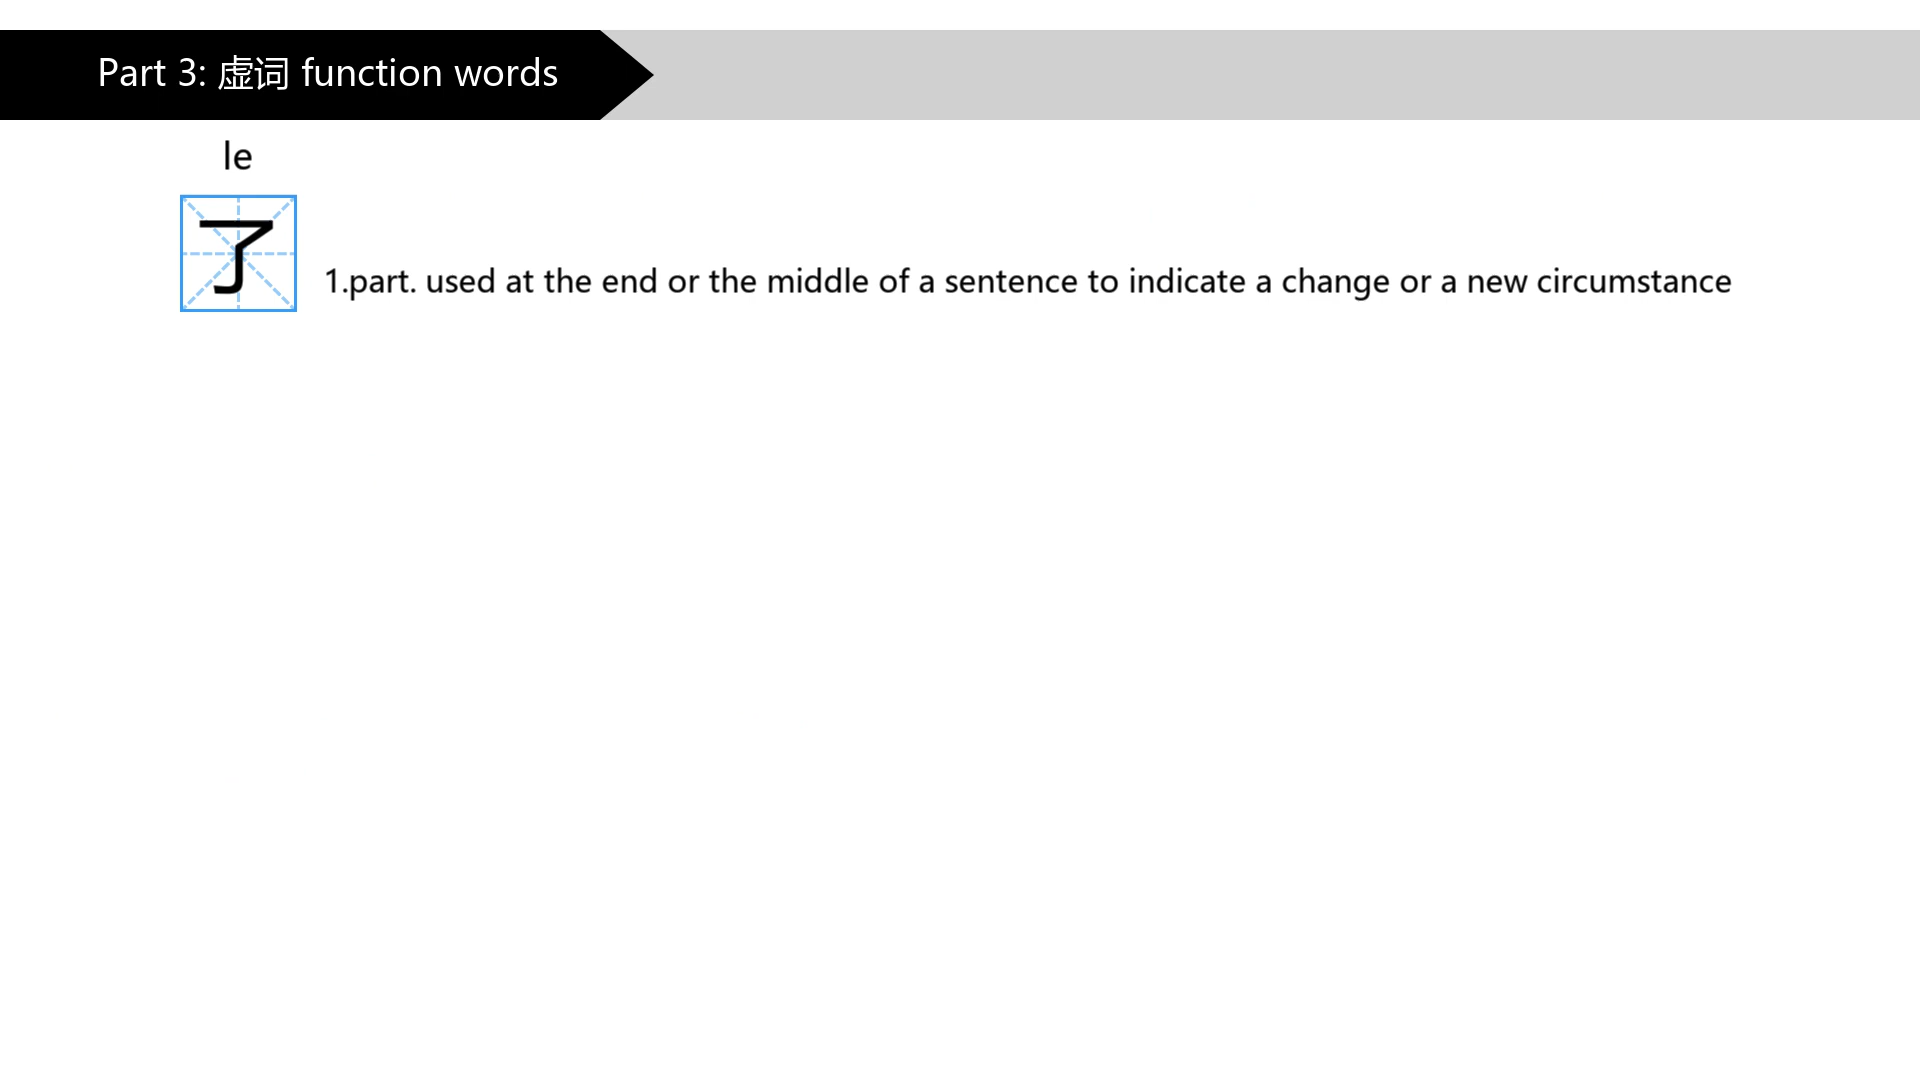 Part 3: 虚词 function words
le
了
1.part. used at the end or the middle of a sentence to indicate a change or a new circumstance